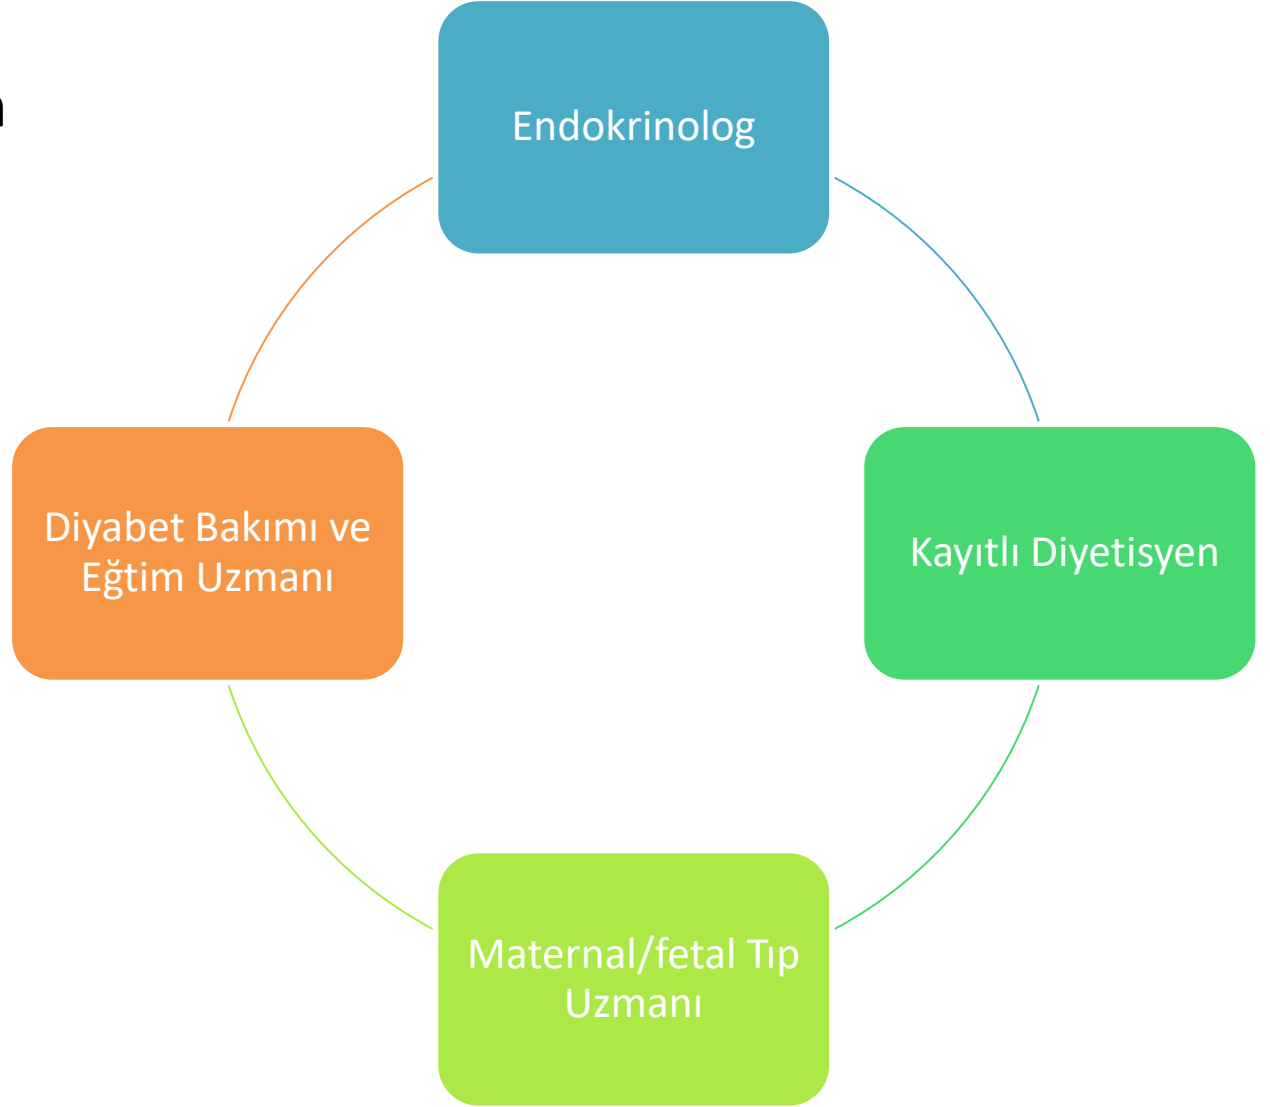 Endokrinolog
Diyabet Bakımı ve
Eğtim Uzmanı
Kayıtlı Diyetisyen
Maternal/fetal Tıp
Uzmanı